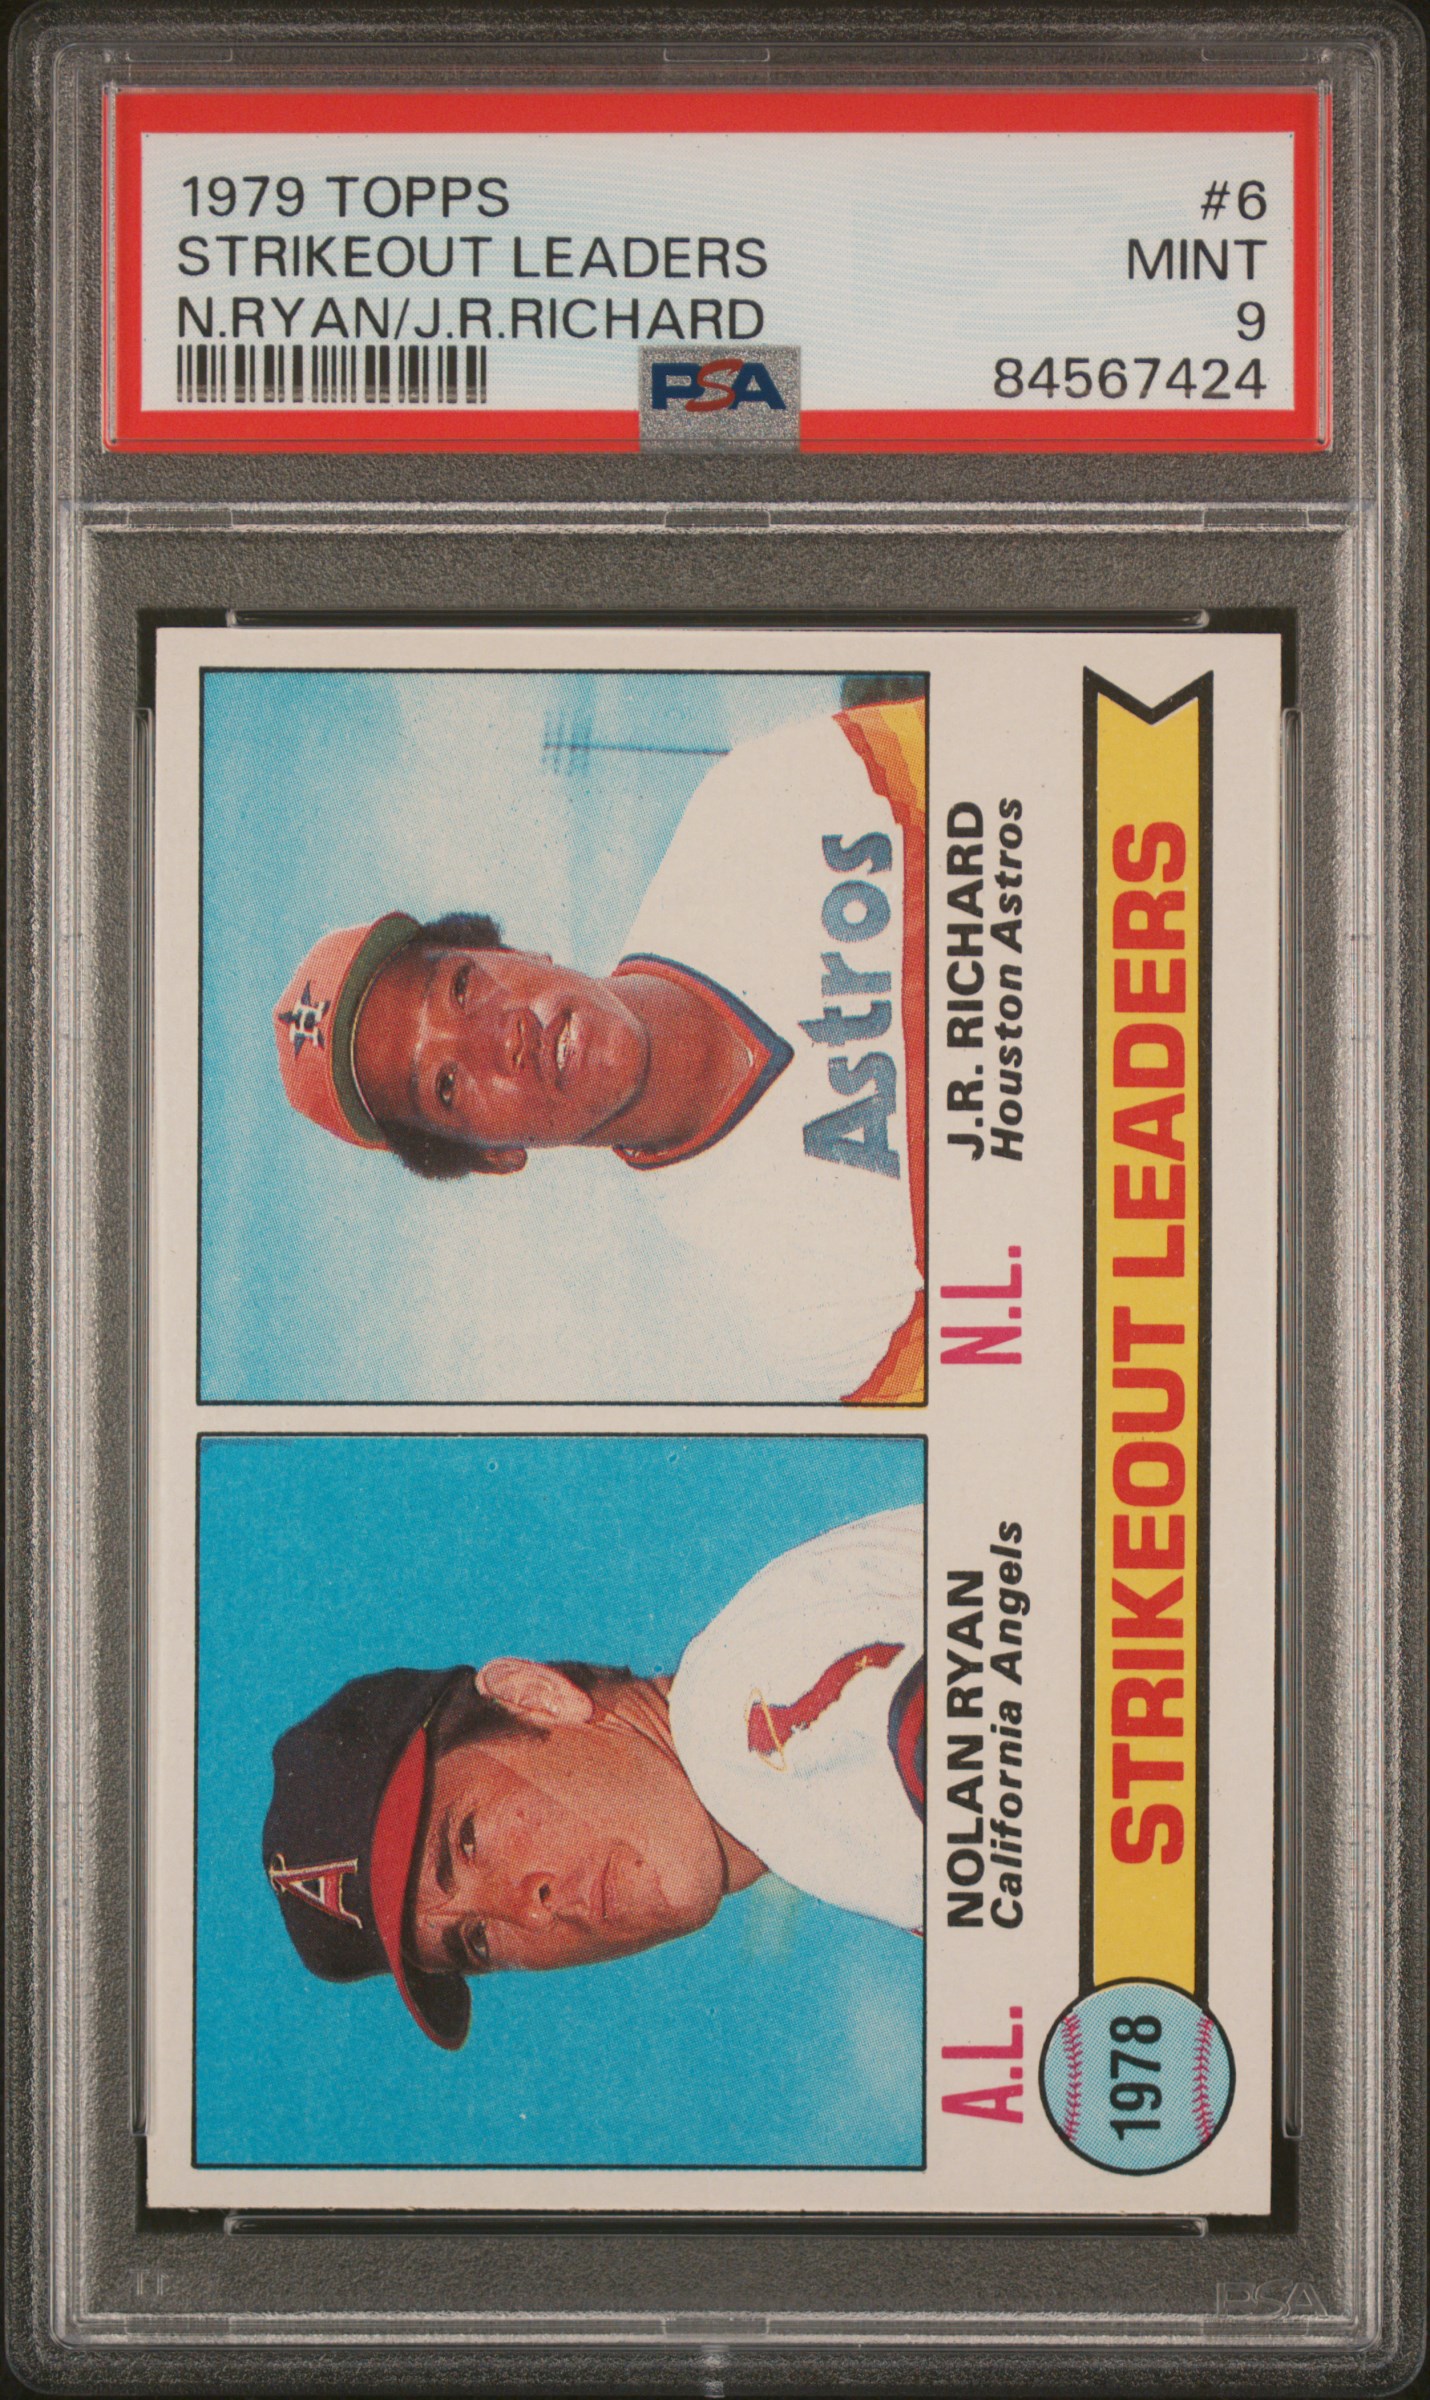 1979 TOPPS #6
STRIKEOUT LEADERS MINT
N.RYAN/J.R.RICHARD 9
PSA 84567424
H
Astros
A
A.L. NOLAN RYAN
California Angels
N.L. J.R. RICHARD
Houston Astros
1978 STRIKEOUT LEADERS
PSA